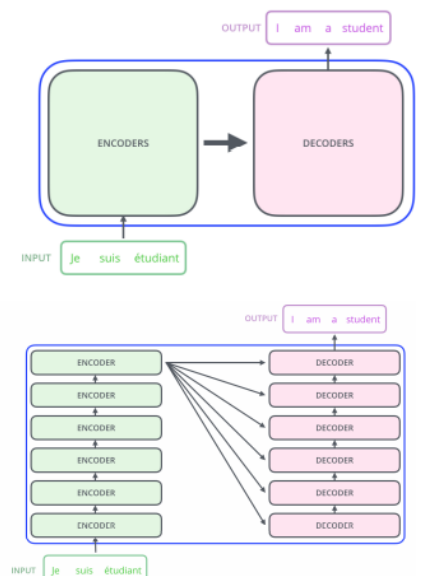 OUTPUT I am a student
ENCODERS DECODERS
INPUT Je suis étudiant
OUTPUT I am a student
ENCODER DECODER
ENCODER DECODER
ENCODER DECODER
ENCODER DECODER
ENCODER DECODER
ENCODER DECODER
INPUT Je suis étudiant